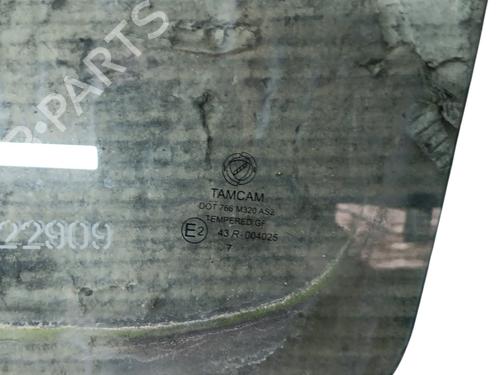 B-PARTS
TAMCAM
DOT 766 M320 AS2
TEMPERED GF
E2 43 R-004025
7
22909